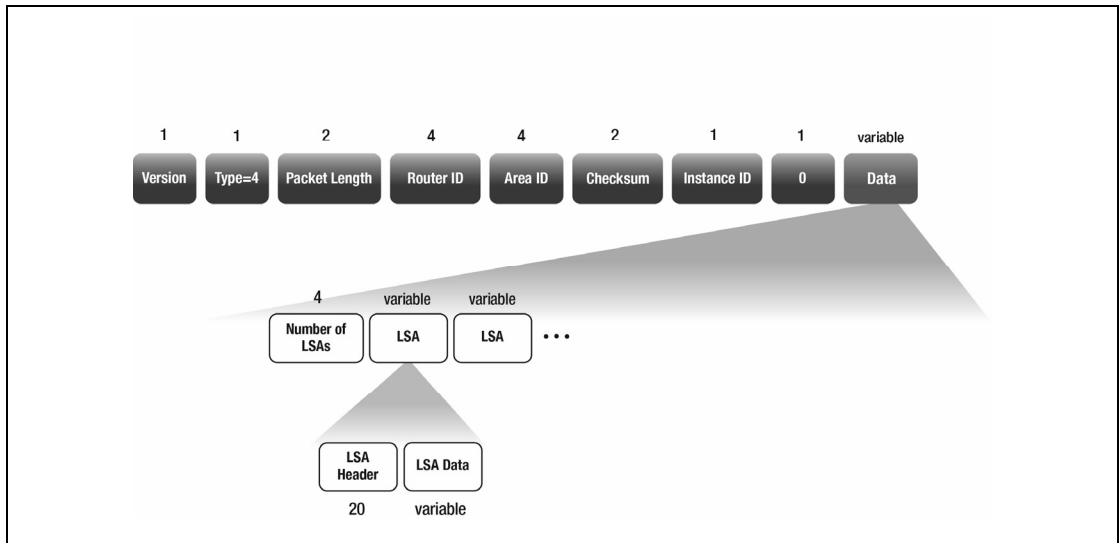 1 1 2 4 4 2 1 1 variable
Version Type=4 Packet Length Router ID Area ID Checksum Instance ID 0 Data
4 variable variable
Number of LSAs LSA LSA •••
LSA Header LSA Data
20 variable